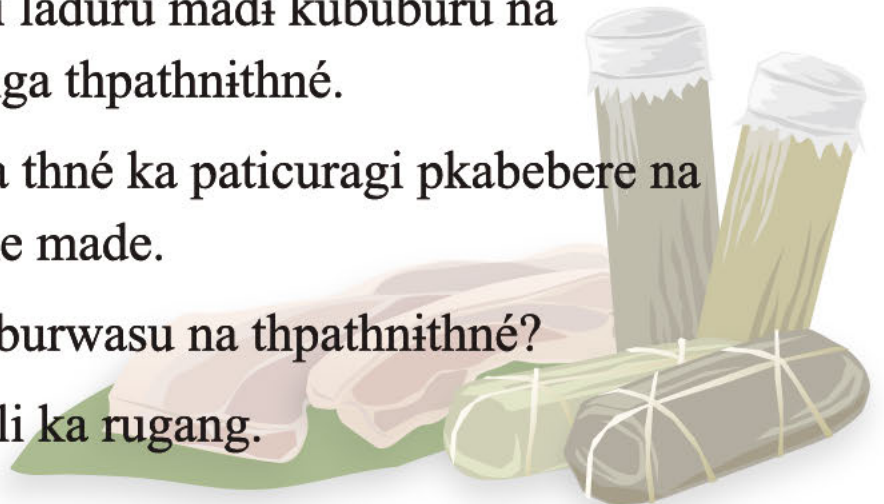 laduru madɨ kububuru na
ga thpathnɨthné.
thné ka paticuragi pkabebere na
e made.
burwasu na thpathnɨthné?
li ka rugang.